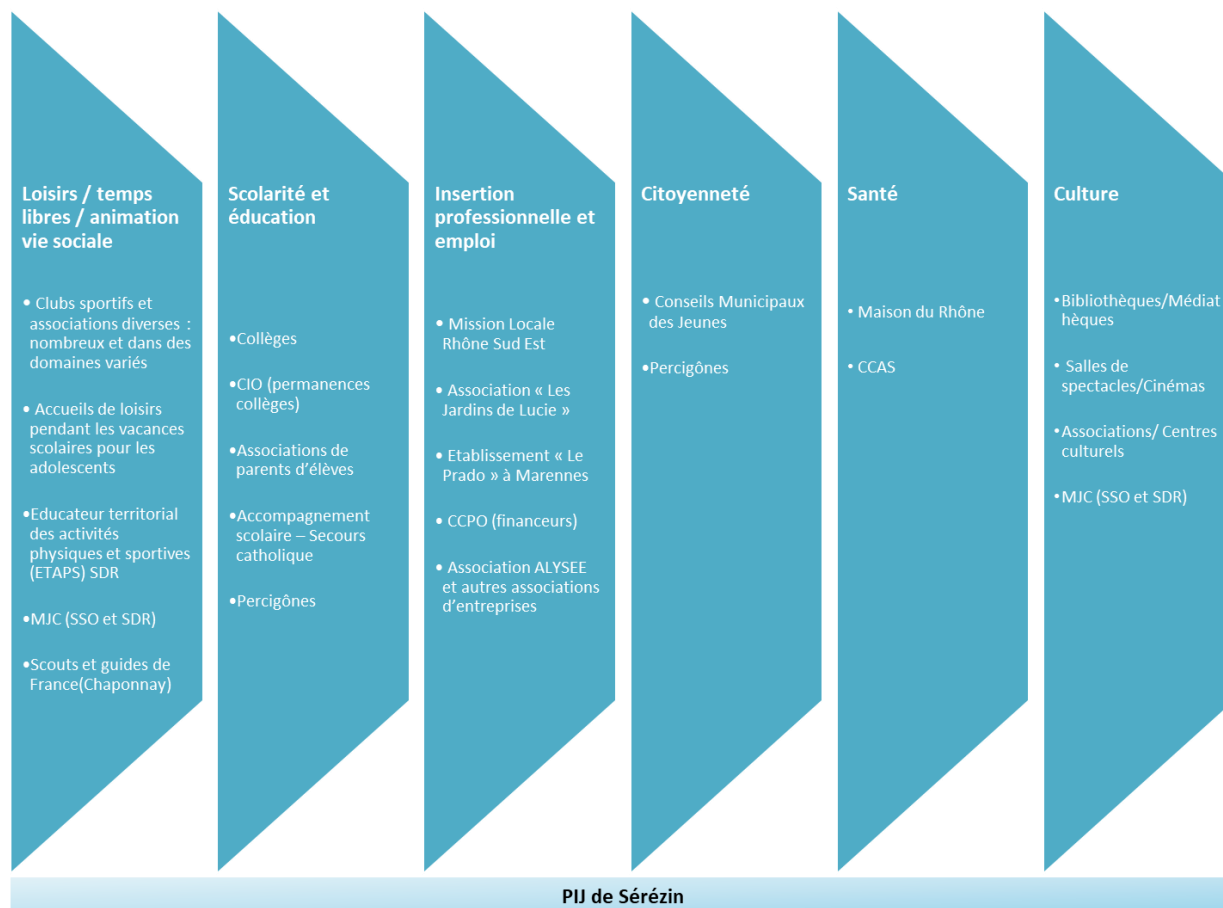 Loisirs / temps
libres / animation
vie sociale
• Clubs sportifs et
associations diverses :
nombreux et dans des
domaines variés
• Accueils de loisirs
pendant les vacances
scolaires pour les
adolescents
•Educateur territorial
des activités
physiques et sportives
(ETAPS) SDR
•MJC (SSO et SDR)
•Scouts et guides de
France(Chaponnay)
Scolarité et
éducation
•Collèges
•CIO (permanences
collèges)
•Associations de
parents d’élèves
•Accompagnement
scolaire – Secours
catholique
•Percigônes
Insertion
professionnelle et
emploi
• Mission Locale
Rhône Sud Est
• Association « Les
Jardins de Lucie »
• Etablissement « Le
Prado » à Marennes
• CCPO (financeurs)
• Association ALYSEE
et autres associations
d’entreprises
Citoyenneté
• Conseils Municipaux
des Jeunes
•Percigônes
Santé
• Maison du Rhône
• CCAS
Culture
•Bibliothèques/Médiat
hèques
• Salles de
spectacles/Cinémas
•Associations/ Centres
culturels
•MJC (SSO et SDR)
PIJ de Sérézin